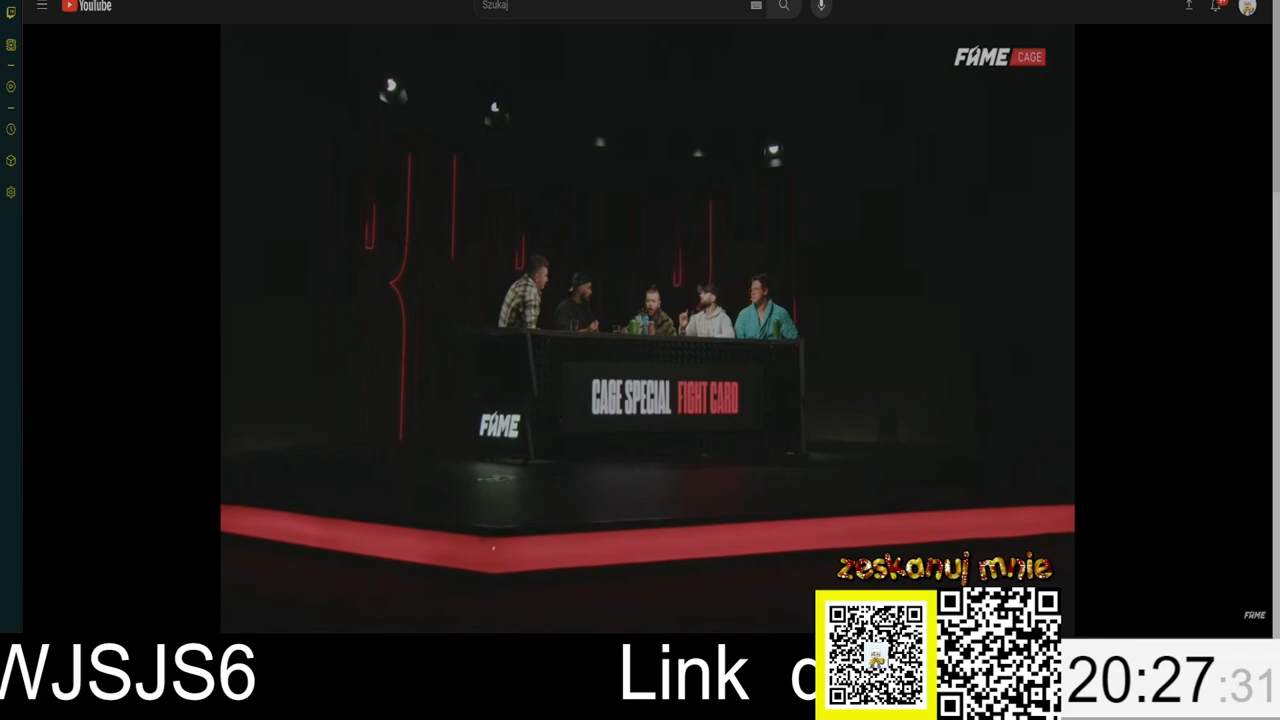 YouTube
Szukaj
FAME CAGE
CAGE SPECIAL FIGHT CARD
FAME
zeskanuj mnie
FAME
WJSJS6
Link
20:27:31